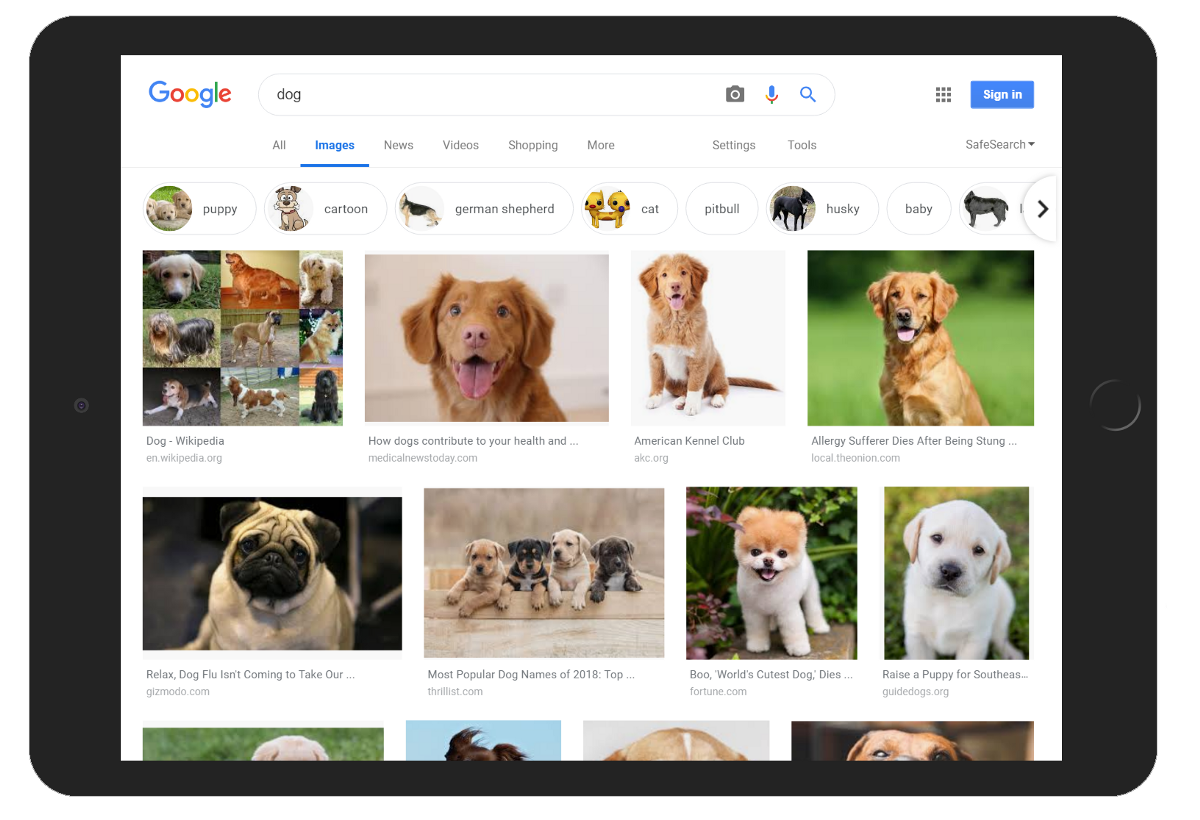 Google
dog
Sign in
All Images News Videos Shopping More Settings Tools SafeSearch
puppy cartoon german shepherd cat pitbull husky baby
Dog - Wikipedia
en.wikipedia.org
How dogs contribute to your health and ...
medicalnewstoday.com
American Kennel Club
akc.org
Allergy Sufferer Dies After Being Stung ...
local.theonion.com
Relax, Dog Flu Isn't Coming to Take Our ...
gizmodo.com
Most Popular Dog Names of 2018: Top ...
thrillist.com
Boo, 'World's Cutest Dog,' Dies ...
fortune.com
Raise a Puppy for Southeas...
guidedogs.org